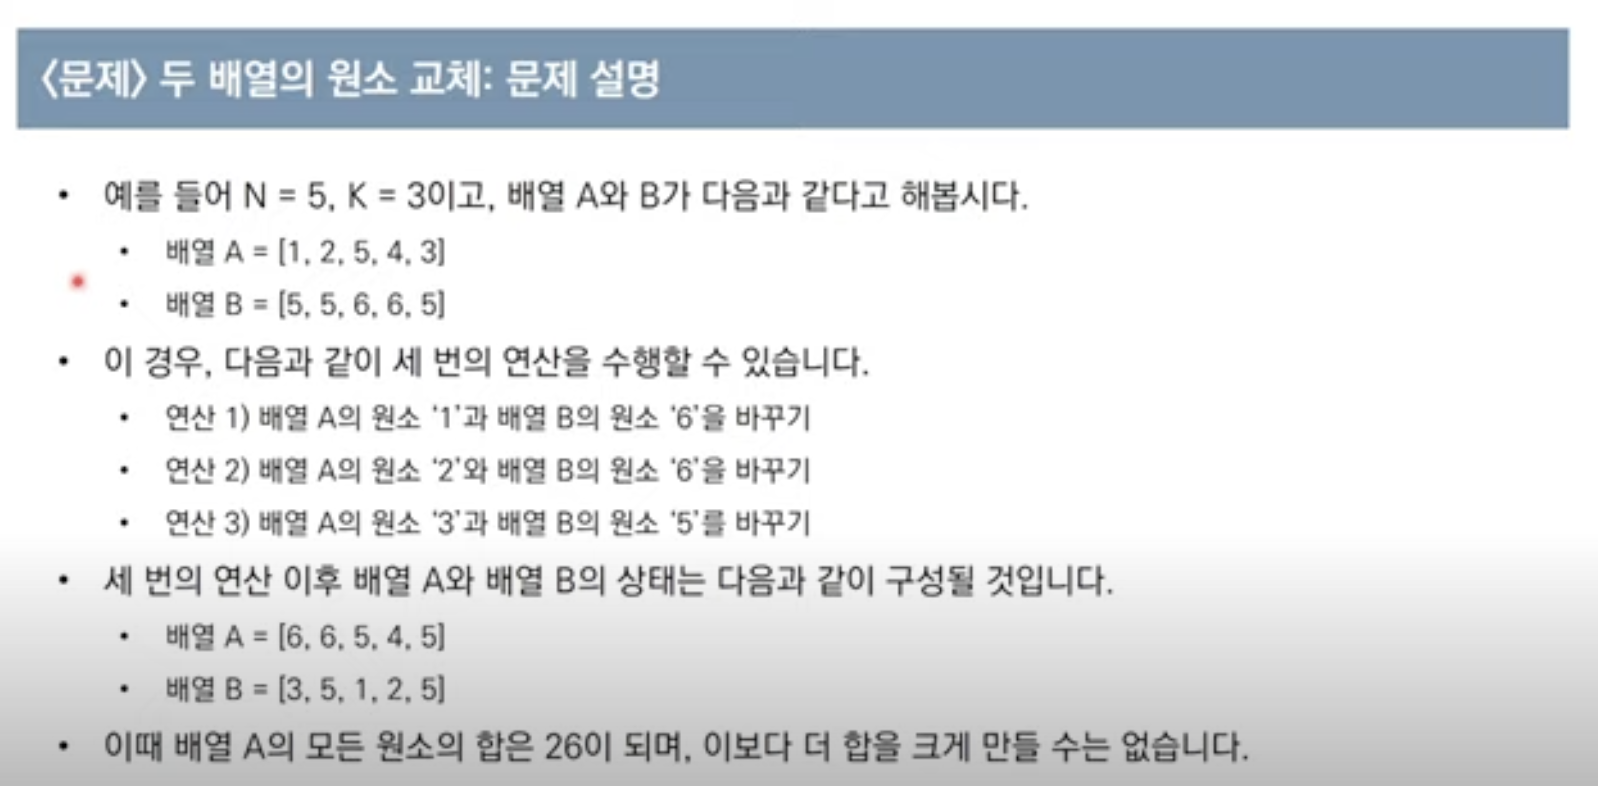 <문제> 두 배열의 원소 교체: 문제 설명
• 예를 들어 N = 5, K = 3이고, 배열 A와 B가 다음과 같다고 해봅시다.
• 배열 A = [1, 2, 5, 4, 3]
• 배열 B = [5, 5, 6, 6, 5]
• 이 경우, 다음과 같이 세 번의 연산을 수행할 수 있습니다.
• 연산 1) 배열 A의 원소 ‘1’과 배열 B의 원소 ‘6’을 바꾸기
• 연산 2) 배열 A의 원소 ‘2’와 배열 B의 원소 ‘6’을 바꾸기
• 연산 3) 배열 A의 원소 ‘3’과 배열 B의 원소 ‘5’를 바꾸기
• 세 번의 연산 이후 배열 A와 배열 B의 상태는 다음과 같이 구성될 것입니다.
• 배열 A = [6, 6, 5, 4, 5]
• 배열 B = [3, 5, 1, 2, 5]
• 이때 배열 A의 모든 원소의 합은 26이 되며, 이보다 더 합을 크게 만들 수는 없습니다.